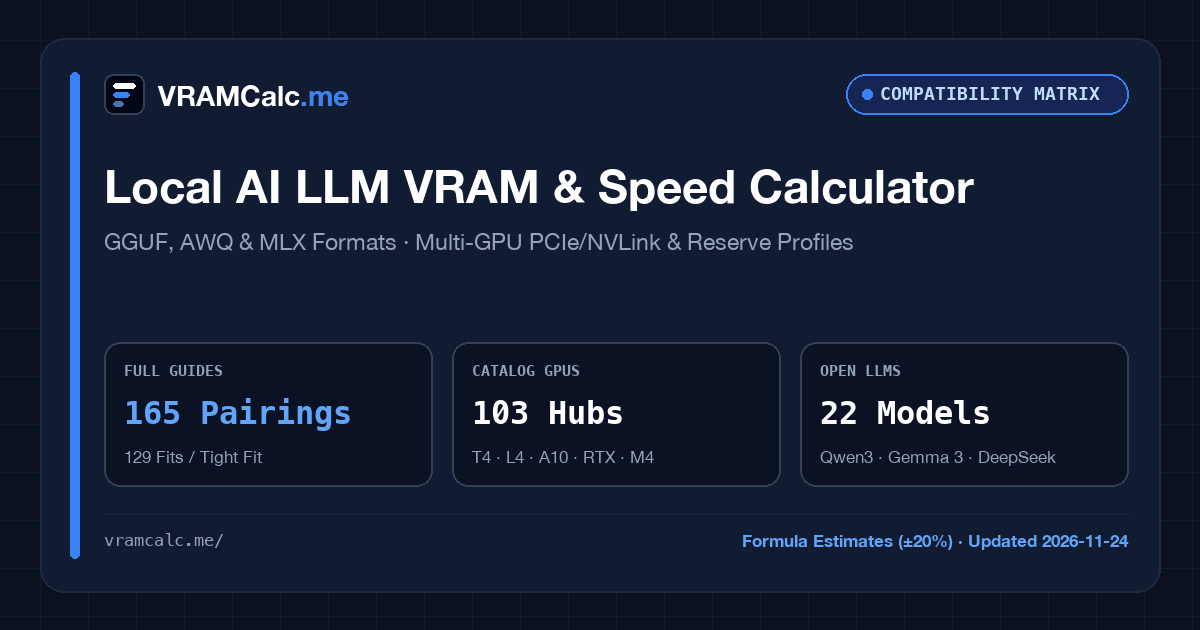 VRAMCalc.me
COMPATIBILITY MATRIX
Local AI LLM VRAM & Speed Calculator
GGUF, AWQ & MLX Formats · Multi-GPU PCIe/NVLink & Reserve Profiles
FULL GUIDES
165 Pairings
129 Fits / Tight Fit
CATALOG GPUS
103 Hubs
T4 · L4 · A10 · RTX · M4
OPEN LLMS
22 Models
Qwen3 · Gemma 3 · DeepSeek
vramcalc.me/
Formula Estimates (±20%) · Updated 2026-11-24